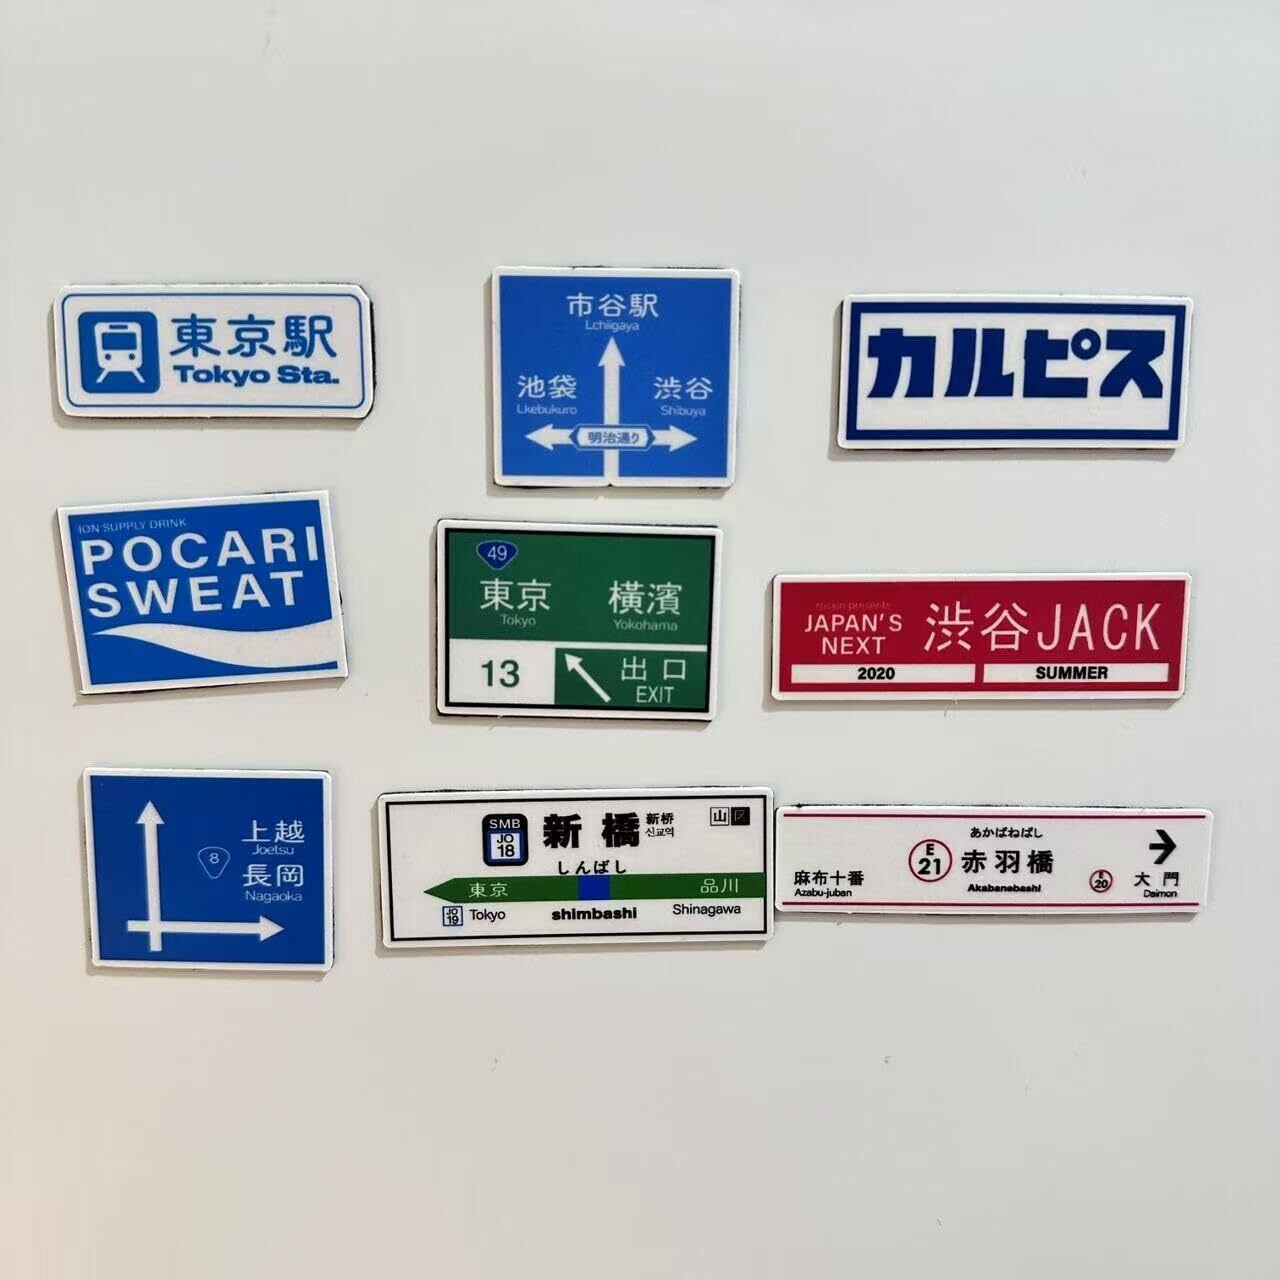 東京駅
Tokyo Sta.
市谷駅
Lchiigaya
池袋
Lkebukuro
渋谷
Shibuya
明治通り
カルピス
ION SUPPLY DRINK
POCARI
SWEAT
49
東京
Tokyo
橫濱
Yokohama
13
出口
EXIT
JAPAN'S
NEXT
渋谷JACK
2020
SUMMER
8
上越
Joetsu
長岡
Nagaoka
SMB
JO
18
新橋
新桥
신교역
山
しんばし
東京
品川
JO
19
Tokyo
shimbashi
Shinagawa
あかばねばし
E
21
赤羽橋
Akabanebashi
麻布十番
Azabu-juban
E
20
大門
Daimon